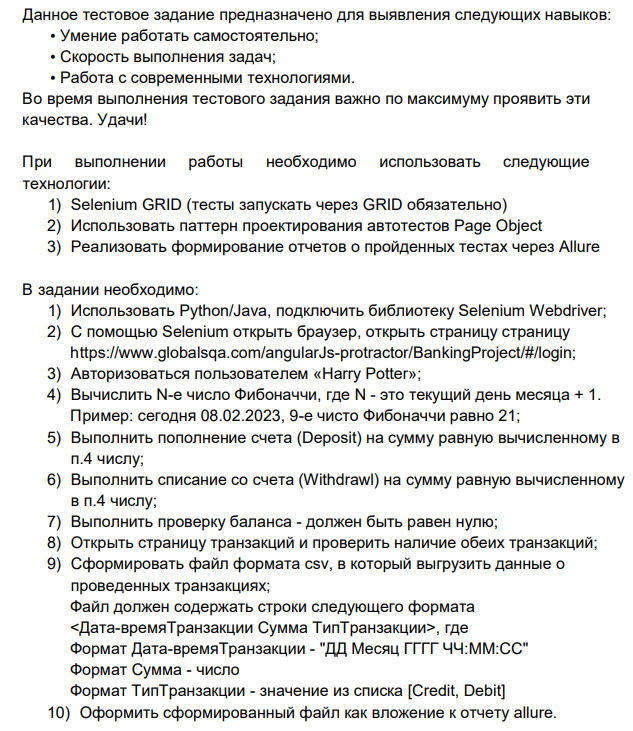 Данное тестовое задание предназначено для выявления следующих навыков:
• Умение работать самостоятельно;
• Скорость выполнения задач;
• Работа с современными технологиями.
Во время выполнения тестового задания важно по максимуму проявить эти
качества. Удачи!
При выполнении работы необходимо использовать следующие
технологии:
1) Selenium GRID (тесты запускать через GRID обязательно)
2) Использовать паттерн проектирования автотестов Page Object
3) Реализовать формирование отчетов о пройденных тестах через Allure
В задании необходимо:
1) Использовать Python/Java, подключить библиотеку Selenium Webdriver;
2) С помощью Selenium открыть браузер, открыть страницу страницу
https://www.globalsqa.com/angularJs-protractor/BankingProject/#/login;
3) Авторизоваться пользователем «Harry Potter»;
4) Вычислить N-е число Фибоначчи, где N - это текущий день месяца + 1.
Пример: сегодня 08.02.2023, 9-е чисто Фибоначчи равно 21;
5) Выполнить пополнение счета (Deposit) на сумму равную вычисленному в
п.4 числу;
6) Выполнить списание со счета (Withdrawl) на сумму равную вычисленному
в п.4 числу;
7) Выполнить проверку баланса - должен быть равен нулю;
8) Открыть страницу транзакций и проверить наличие обеих транзакций;
9) Сформировать файл формата csv, в который выгрузить данные о
проведенных транзакциях;
Файл должен содержать строки следующего формата
<Дата-времяТранзакции Сумма ТипТранзакции>, где
Формат Дата-времяТранзакции - "ДД Месяц ГГГГ ЧЧ:ММ:СС"
Формат Сумма - число
Формат ТипТранзакции - значение из списка [Credit, Debit]
10) Оформить сформированный файл как вложение к отчету allure.